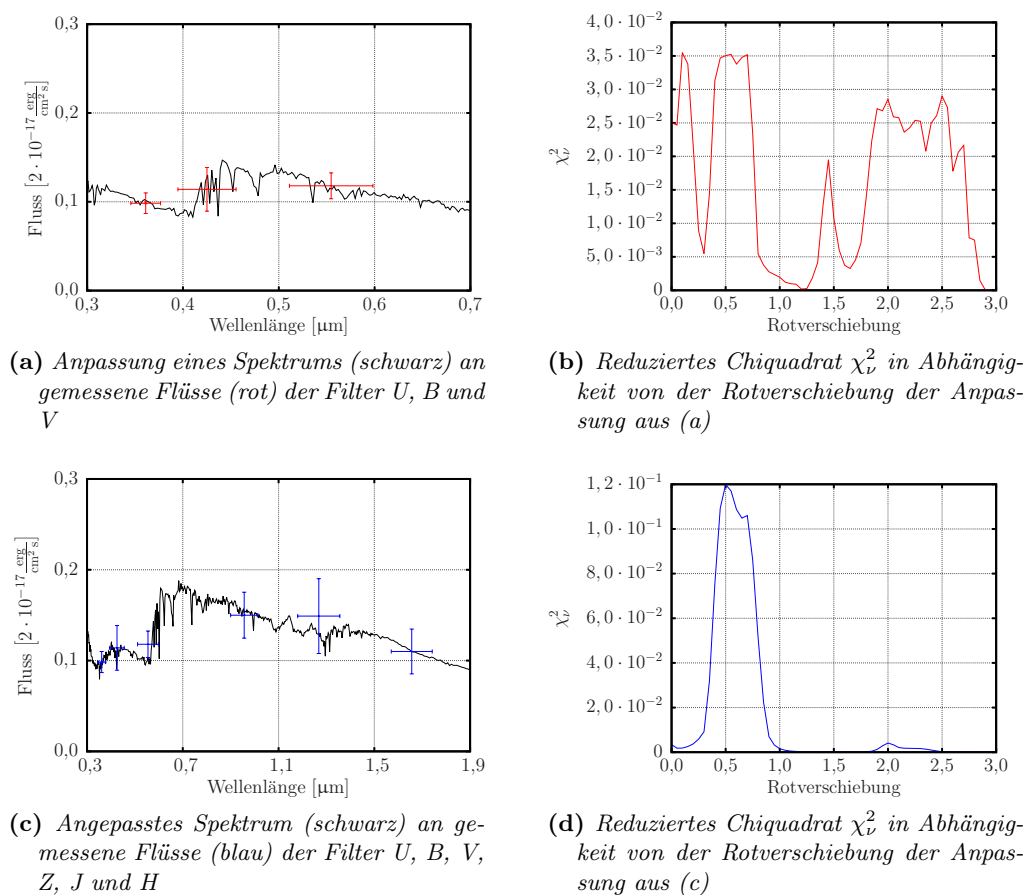 0,3
0,2
0,1
0,0
Fluss [2 · 10⁻¹⁷ erg/cm² s]
0,3 0,4 0,5 0,6 0,7
Wellenlänge [μm]
(a) Anpassung eines Spektrums (schwarz) an
gemessene Flüsse (rot) der Filter U, B und
V
4,0 · 10⁻²
3,5 · 10⁻²
3,0 · 10⁻²
2,5 · 10⁻²
2,0 · 10⁻²
1,5 · 10⁻²
1,0 · 10⁻²
5,0 · 10⁻³
0
χ²ᵥ
0,0 0,5 1,0 1,5 2,0 2,5 3,0
Rotverschiebung
(b) Reduziertes Chiquadrat χ²ᵥ in Abhängig-
keit von der Rotverschiebung der Anpas-
sung aus (a)
0,3
0,2
0,1
0,0
Fluss [2 · 10⁻¹⁷ erg/cm² s]
0,3 0,7 1,1 1,5 1,9
Wellenlänge [μm]
(c) Angepasstes Spektrum (schwarz) an ge-
messene Flüsse (blau) der Filter U, B, V,
Z, J und H
1,2 · 10⁻¹
1,0 · 10⁻¹
8,0 · 10⁻²
6,0 · 10⁻²
4,0 · 10⁻²
2,0 · 10⁻²
0
χ²ᵥ
0,0 0,5 1,0 1,5 2,0 2,5 3,0
Rotverschiebung
(d) Reduziertes Chiquadrat χ²ᵥ in Abhängig-
keit von der Rotverschiebung der Anpas-
sung aus (c)